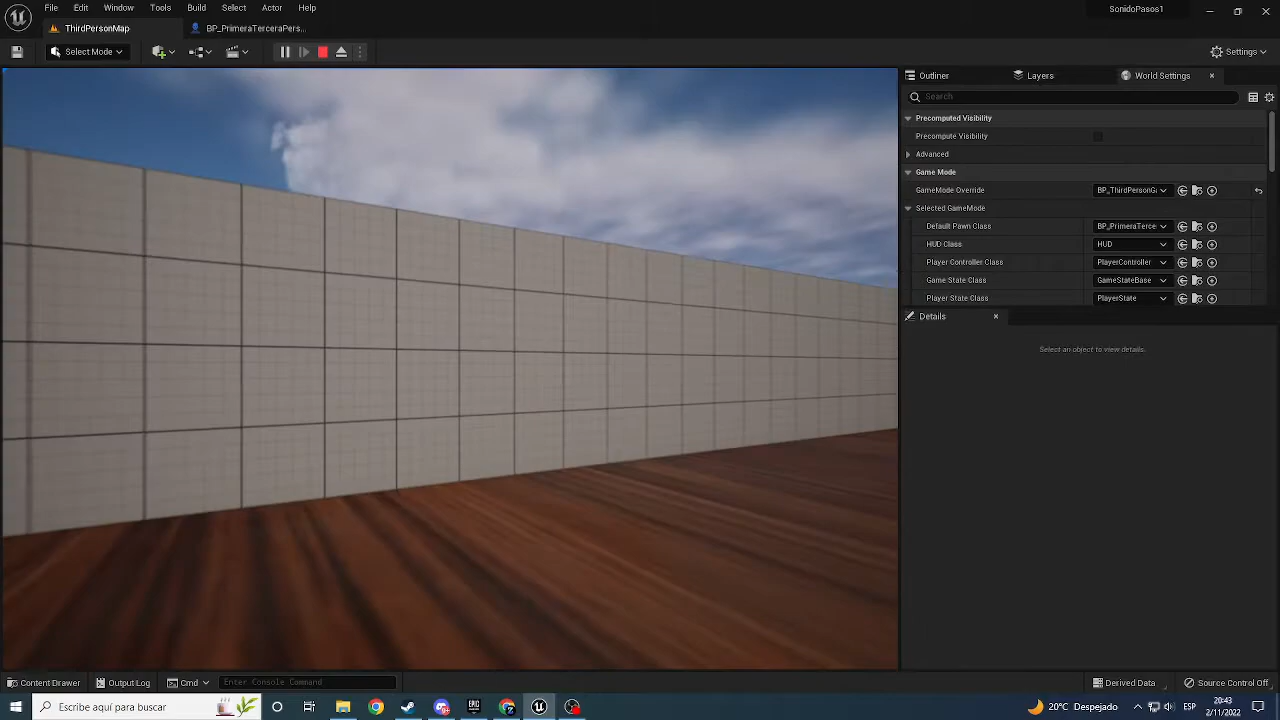 File Edit Window Tools Build Select Actor Help
SonidoPasos1
ThirdPersonMap
BP_PrimeraTerceraPers...
Select Mode
Settings
Outliner
Layers
World Settings
Search
Precomputed Visibility
Precompute Visibility
Advanced
Game Mode
GameMode Override
BP_ThirdPersonG
Selected GameMode
Default Pawn Class
BP_PrimeraTerce
HUD Class
HUD
Player Controller Class
PlayerController
Game State Class
GameStateBase
Player State Class
PlayerState
Details
Select an object to view details.
Content Drawer
Output Log
Cmd
Enter Console Command
Source Control Off
Escribe aquí para buscar
20°C Despejado
ESP
20:43
2/11/2022